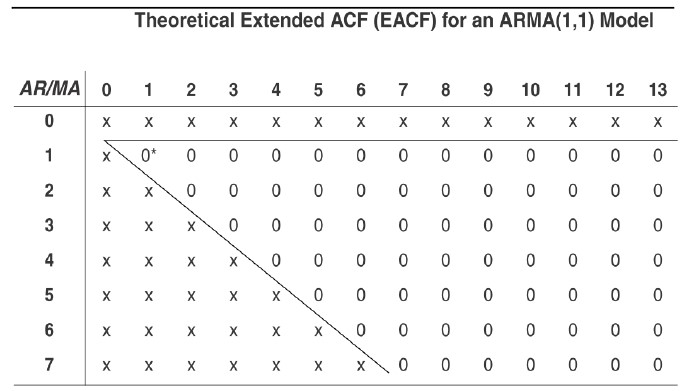 Theoretical Extended ACF (EACF) for an ARMA(1,1) Model
AR/MA 0 1 2 3 4 5 6 7 8 9 10 11 12 13
0 x x x x x x x x x x x x x x
1 x 0* 0 0 0 0 0 0 0 0 0 0 0 0
2 x x 0 0 0 0 0 0 0 0 0 0 0 0
3 x x x 0 0 0 0 0 0 0 0 0 0 0
4 x x x x 0 0 0 0 0 0 0 0 0 0
5 x x x x x 0 0 0 0 0 0 0 0 0
6 x x x x x x 0 0 0 0 0 0 0 0
7 x x x x x x x 0 0 0 0 0 0 0